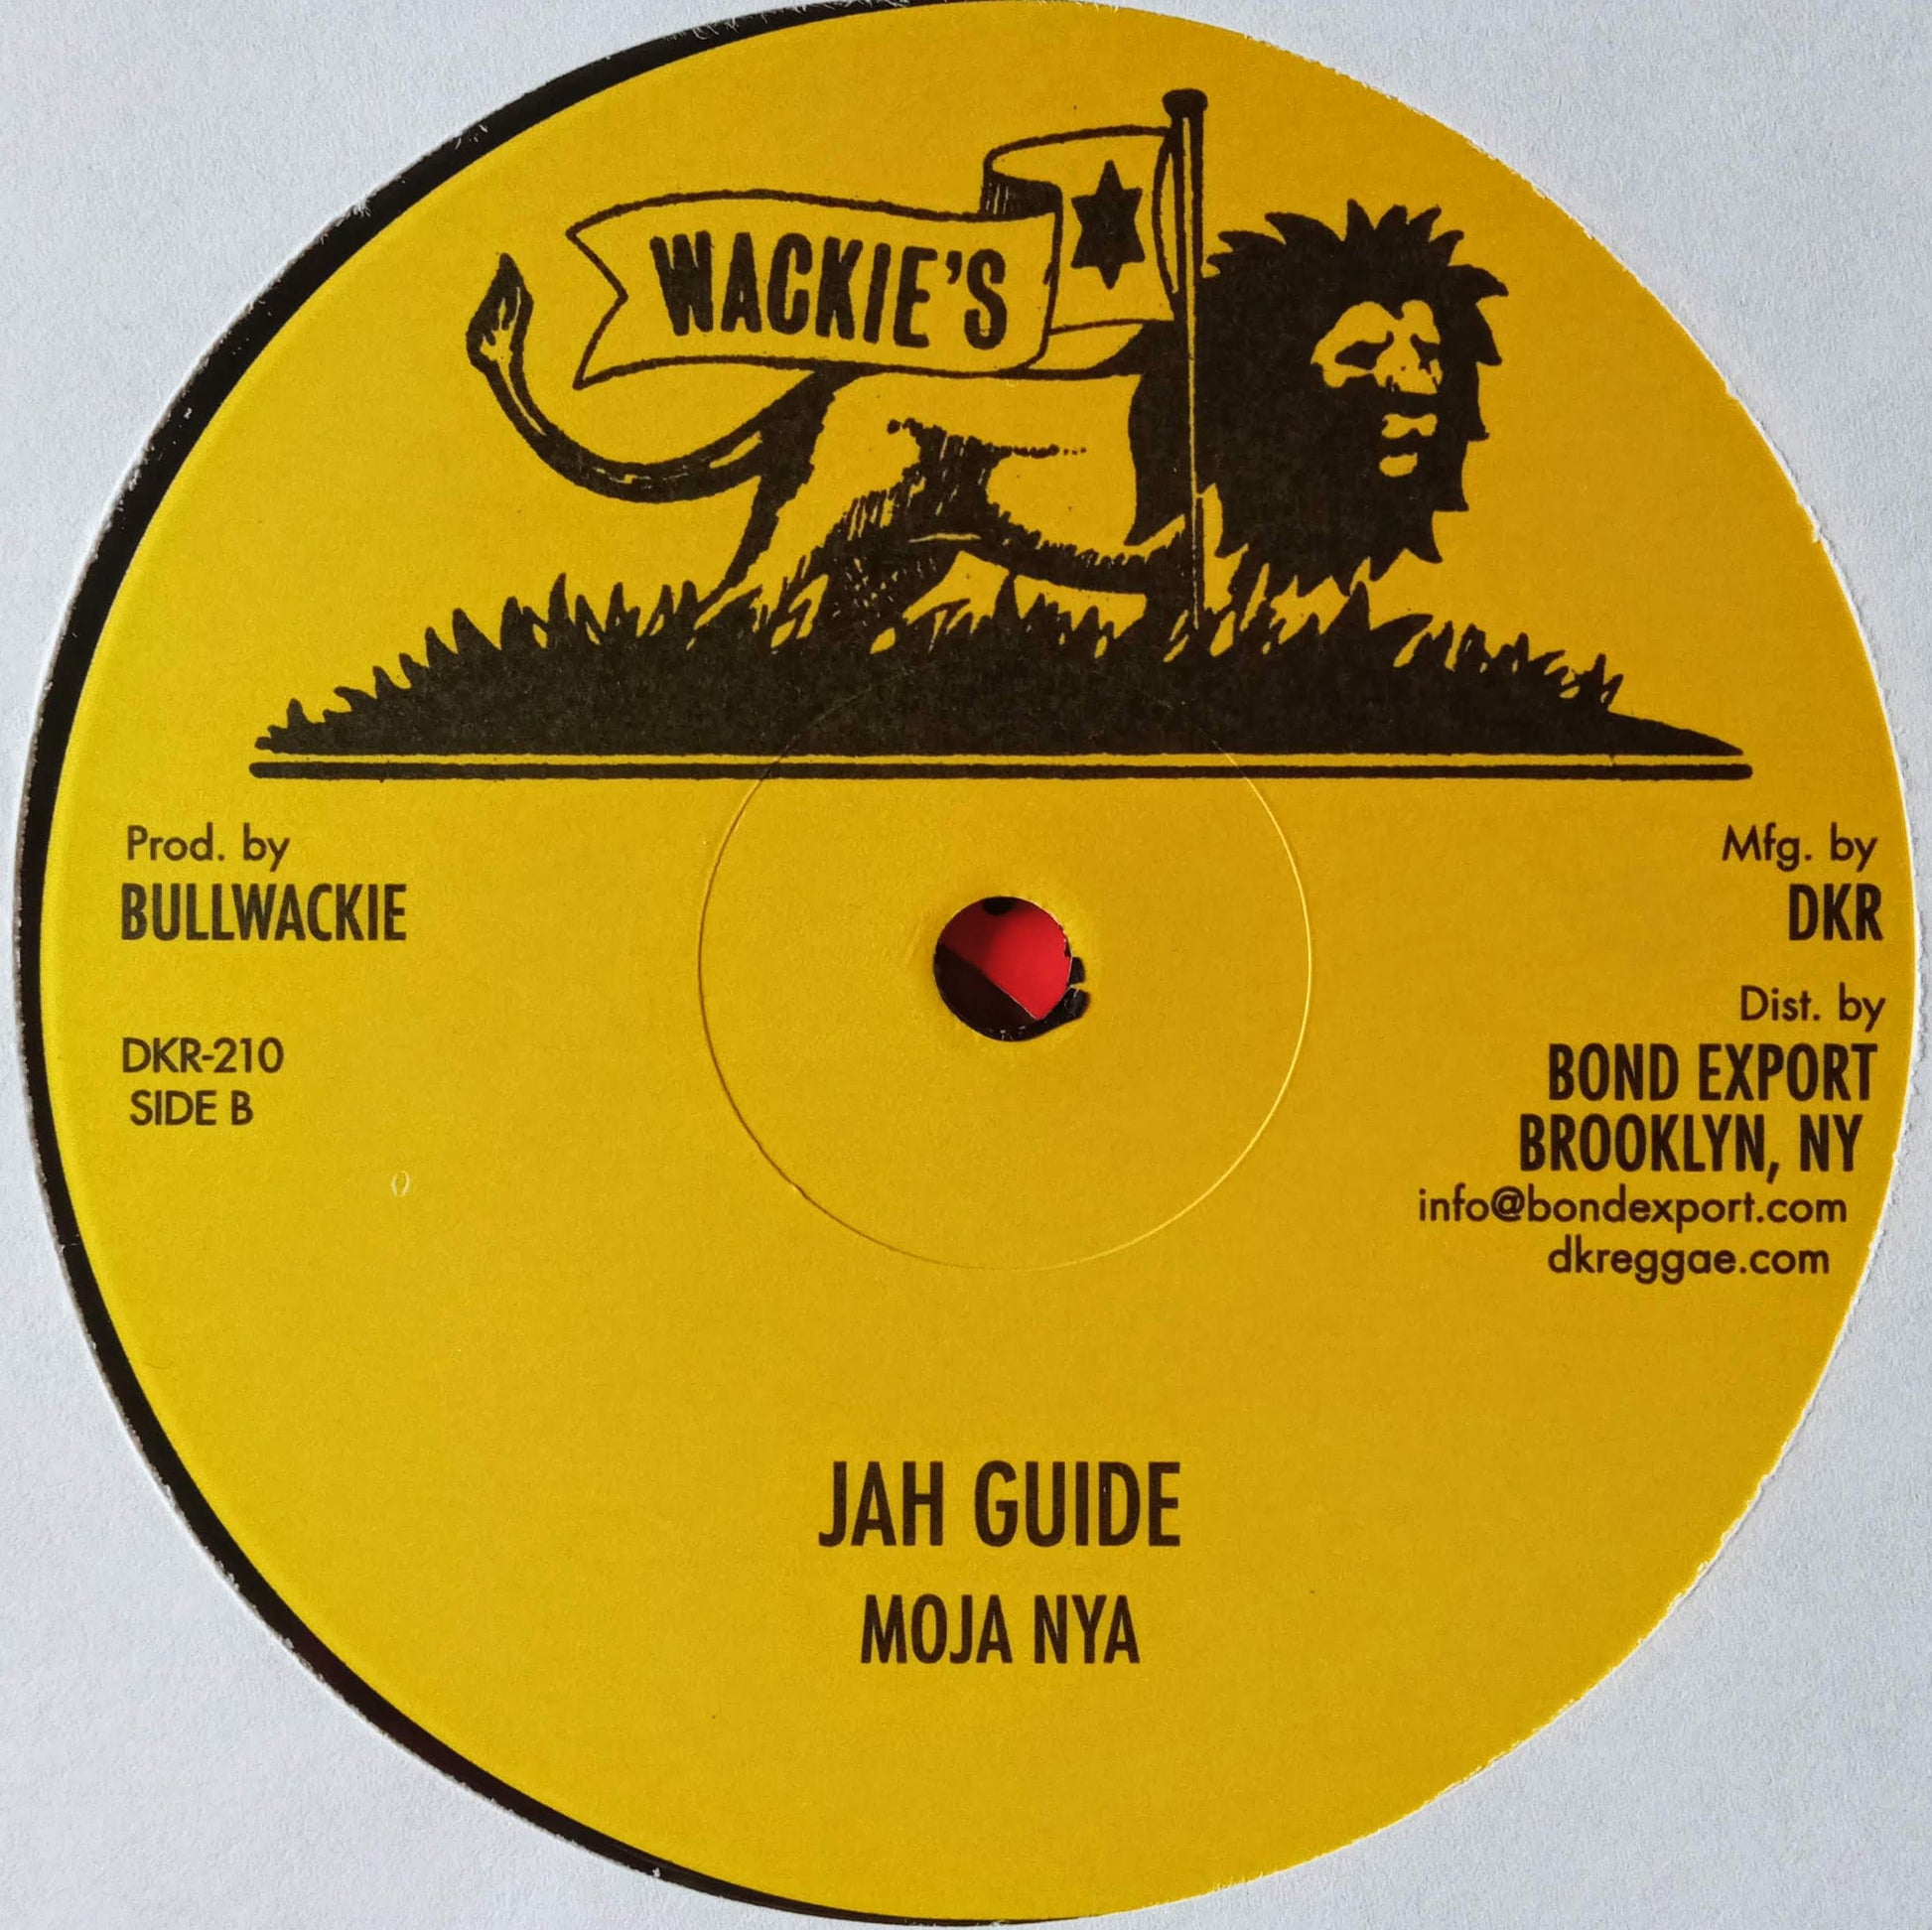 WACKIE'S
Prod. by
BULLWACKIE
DKR-210
SIDE B
Mfg. by
DKR
Dist. by
BOND EXPORT
BROOKLYN, NY
info@bondexport.com
dkreggae.com
JAH GUIDE
MOJA NYA